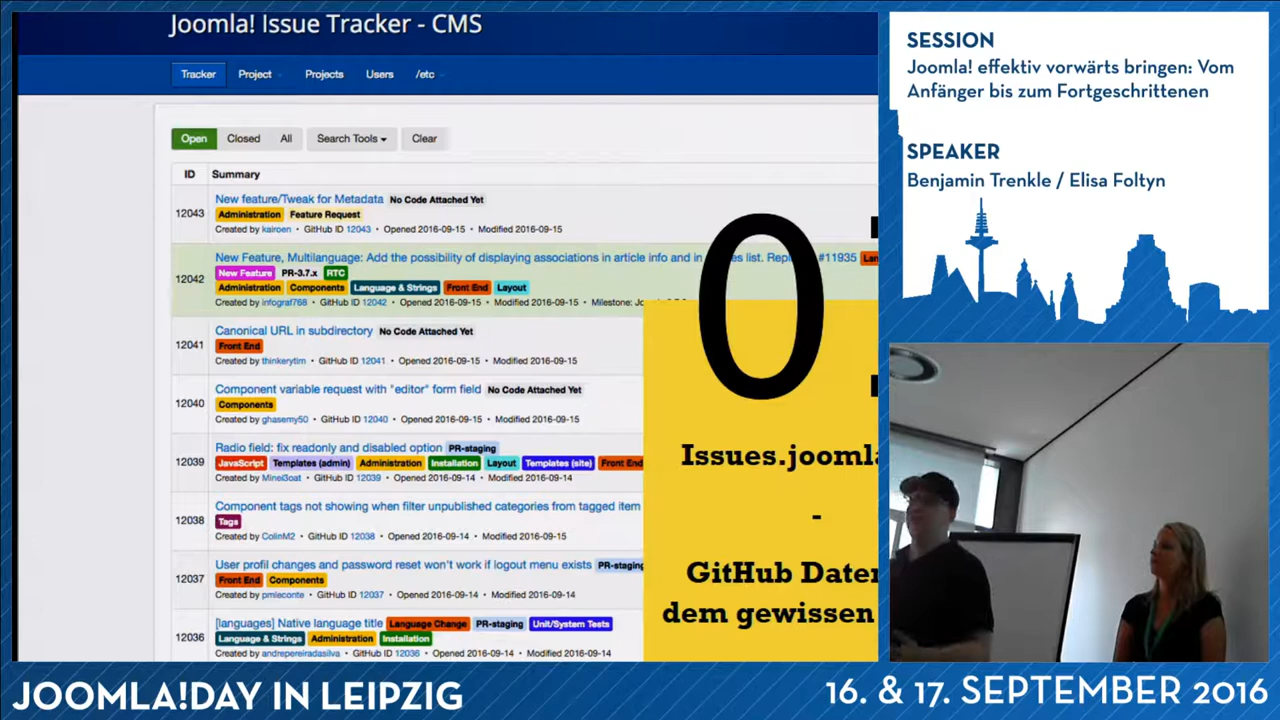 Joomla! Issue Tracker - CMS
Tracker Project Projects Users /etc
Open Closed All Search Tools Clear
ID Summary
12043 New feature/Tweak for Metadata No Code Attached Yet
Administration Feature Request
Created by kairoen • GitHub ID 12043 • Opened 2016-09-15 • Modified 2016-09-15
12042 New Feature, Multilanguage: Add the possibility of displaying associations in article info and in list. #11935
New Feature PR-3.7.x RTC
Administration Components Language & Strings Front End Layout
Created by infograf768 • GitHub ID 12042 • Opened 2016-09-15 • Modified 2016-09-15 • Milestone:
12041 Canonical URL in subdirectory No Code Attached Yet
Front End
Created by thinkerytim • GitHub ID 12041 • Opened 2016-09-15 • Modified 2016-09-15
12040 Component variable request with "editor" form field No Code Attached Yet
Components
Created by ghasemy50 • GitHub ID 12040 • Opened 2016-09-15 • Modified 2016-09-15
12039 Radio field: fix readonly and disabled option PR-staging
JavaScript Templates (admin) Administration Installation Layout Templates (site) Front End
Created by • GitHub ID 12039 • Opened 2016-09-14 • Modified 2016-09-14
12038 Component tags not showing when filter unpublished categories from tagged item
Tags
Created by ColinM2 • GitHub ID 12038 • Opened 2016-09-14 • Modified 2016-09-15
12037 User profil changes and password reset won't work if logout menu exists PR-staging
Front End Components
Created by pmleconte • GitHub ID 12037 • Opened 2016-09-14 • Modified 2016-09-14
12036 [languages] Native language title Language Change PR-staging Unit/System Tests
Language & Strings Administration Installation
Created by andrepereiradasilva • GitHub ID 12036 • Opened 2016-09-14 • Modified 2016-09-14
0
Issues.joomla
-
GitHub Daten
dem gewissen
SESSION
Joomla! effektiv vorwärts bringen: Vom
Anfänger bis zum Fortgeschrittenen
SPEAKER
Benjamin Trenkle / Elisa Foltyn
JOOMLA!DAY IN LEIPZIG
16. & 17. SEPTEMBER 2016